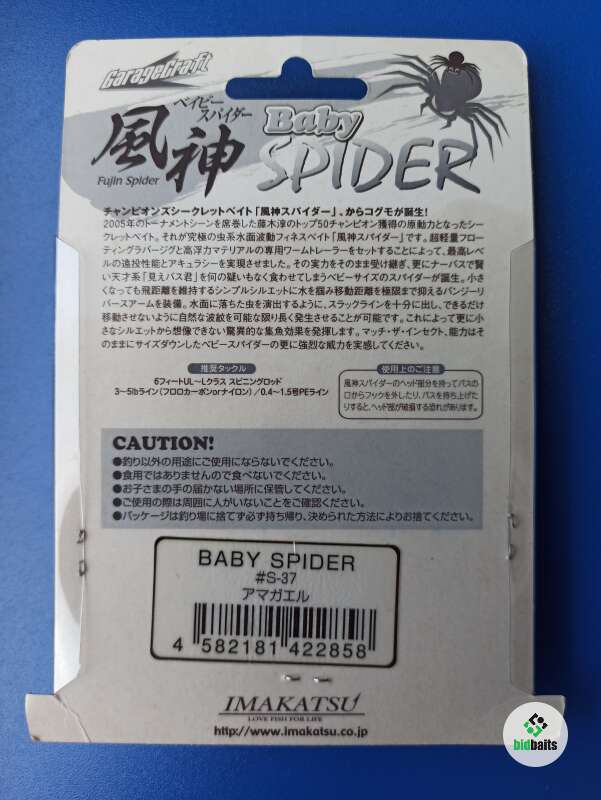 GarageCraft
ベイビー
スパイダー
風神
Fujin Spider
Baby
SPIDER
チャンピオンズシークレットベイト「風神スパイダー」、からコグモが誕生!
2005年のトーナメントシーンを席巻した藤木淳のトップ50チャンピオン獲得の原動力となったシー
クレットベイト。それが究極の虫系水面波動フィネスベイト「風神スパイダー」です。超軽量フロー
ティングラバージグと高浮力マテリアルの専用ワームトレーラーをセットすることによって、最高レベ
ルの遠投性能とアキュラシーを実現させました。その実力をそのまま受け継ぎ、更にナーバスで賢
い天才子系「見えバス君」を何の疑いもなく食わせてしまうベビーサイズのスパイダーが誕生。小さ
くなっても飛距離を維持するシンプルシルエットに水を掴み移動距離を極限まで抑えるバンジーリ
バースアームを装備。水面に落ちた虫を演出するように、スラックラインを十分に出し、できるだけ
移動させないように自然な波紋を可能な限り長く発生させることが可能です。これによって更に小
さなシルエットから想像できない驚異的な集魚効果を発揮します。マッチ・ザ・インセクト、能力はそ
のままにサイズダウンしたベビースパイダーの更に強烈な威力を実感してください。
推奨タックル
6フィートUL〜Lクラス スピニングロッド
3〜5lbライン(フロロカーボンorナイロン)/0.4〜1.5号PEライン
使用上のご注意
風神スパイダーのヘッド部分を持ってバスの
口からフックを外したり、バスを持ち上げたり
すると、ヘッド部が破損する恐れがあります。
CAUTION!
●釣り以外の用途にご使用にならないでください。
●食用ではありませんので食べないでください。
●お子さまの手の届かない場所に保管してください。
●ご使用の際は周囲に人がいないことをご確認ください。
●パッケージは釣り場に捨てず必ず持ち帰り、決められた方法によりお捨てください。
BABY SPIDER
#S-37
アマガエル
4 582181 422858
IMAKATSU
LOVE FISH FOR LIFE
http://www.imakatsu.co.jp
bidbaits